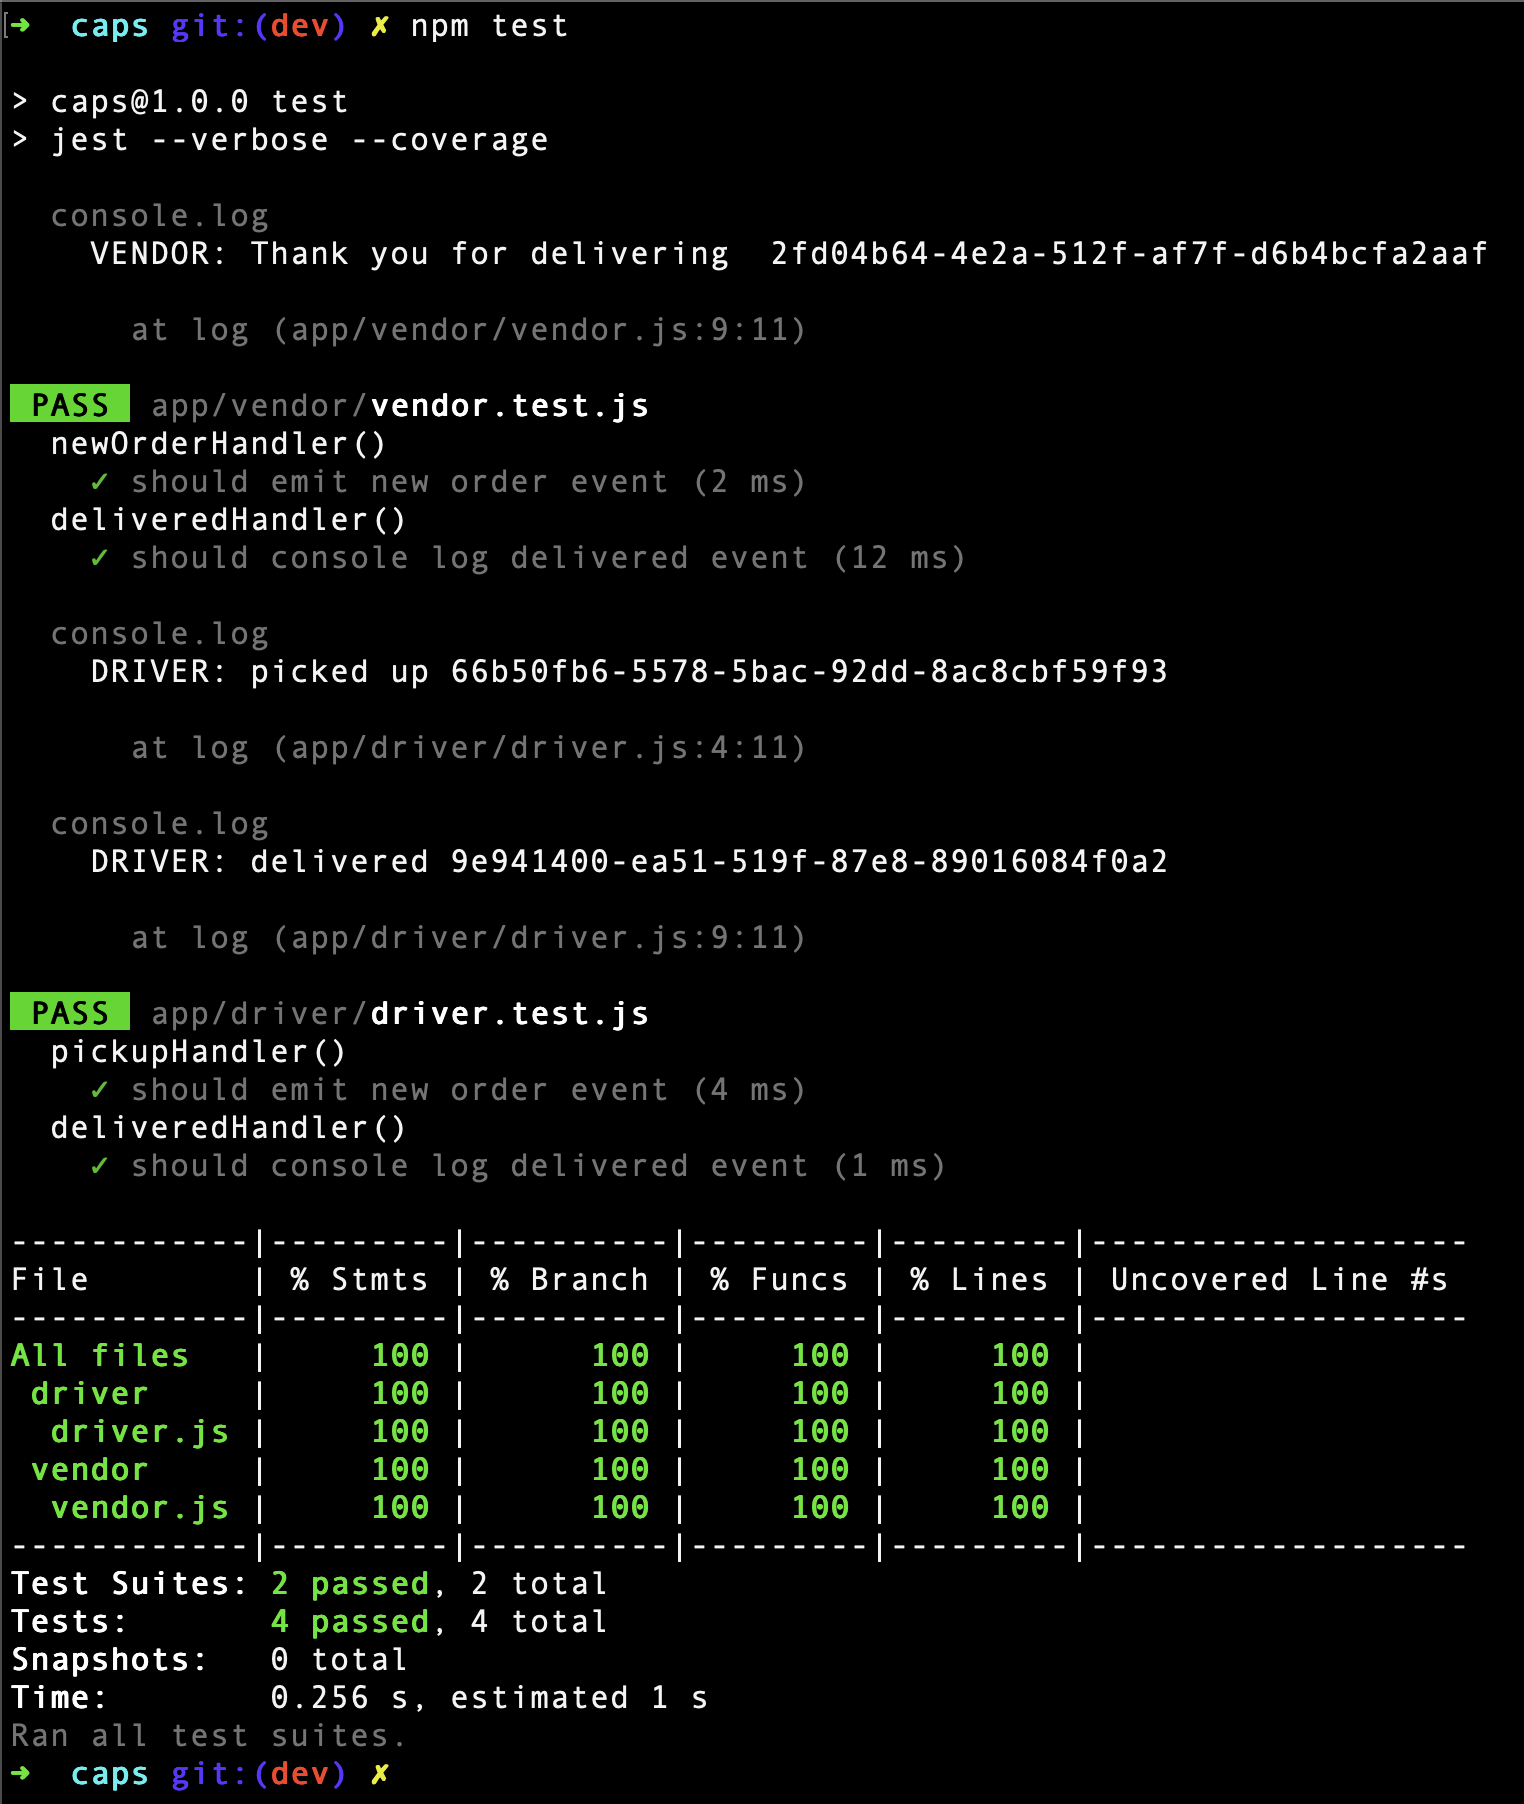 ➜  caps git:(dev) ✗ npm test
> caps@1.0.0 test
> jest --verbose --coverage
  console.log
    VENDOR: Thank you for delivering  2fd04b64-4e2a-512f-af7f-d6b4bcfa2aaf
      at log (app/vendor/vendor.js:9:11)
 PASS  app/vendor/vendor.test.js
  newOrderHandler()
    ✓ should emit new order event (2 ms)
  deliveredHandler()
    ✓ should console log delivered event (12 ms)
  console.log
    DRIVER: picked up 66b50fb6-5578-5bac-92dd-8ac8cbf59f93
      at log (app/driver/driver.js:4:11)
  console.log
    DRIVER: delivered 9e941400-ea51-519f-87e8-89016084f0a2
      at log (app/driver/driver.js:9:11)
 PASS  app/driver/driver.test.js
  pickupHandler()
    ✓ should emit new order event (4 ms)
  deliveredHandler()
    ✓ should console log delivered event (1 ms)
------------|---------|----------|---------|---------|-------------------
File        | % Stmts | % Branch | % Funcs | % Lines | Uncovered Line #s
------------|---------|----------|---------|---------|-------------------
All files   |     100 |      100 |     100 |     100 |
 driver     |     100 |      100 |     100 |     100 |
  driver.js |     100 |      100 |     100 |     100 |
 vendor     |     100 |      100 |     100 |     100 |
  vendor.js |     100 |      100 |     100 |     100 |
------------|---------|----------|---------|---------|-------------------
Test Suites: 2 passed, 2 total
Tests:       4 passed, 4 total
Snapshots:   0 total
Time:        0.256 s, estimated 1 s
Ran all test suites.
➜  caps git:(dev) ✗